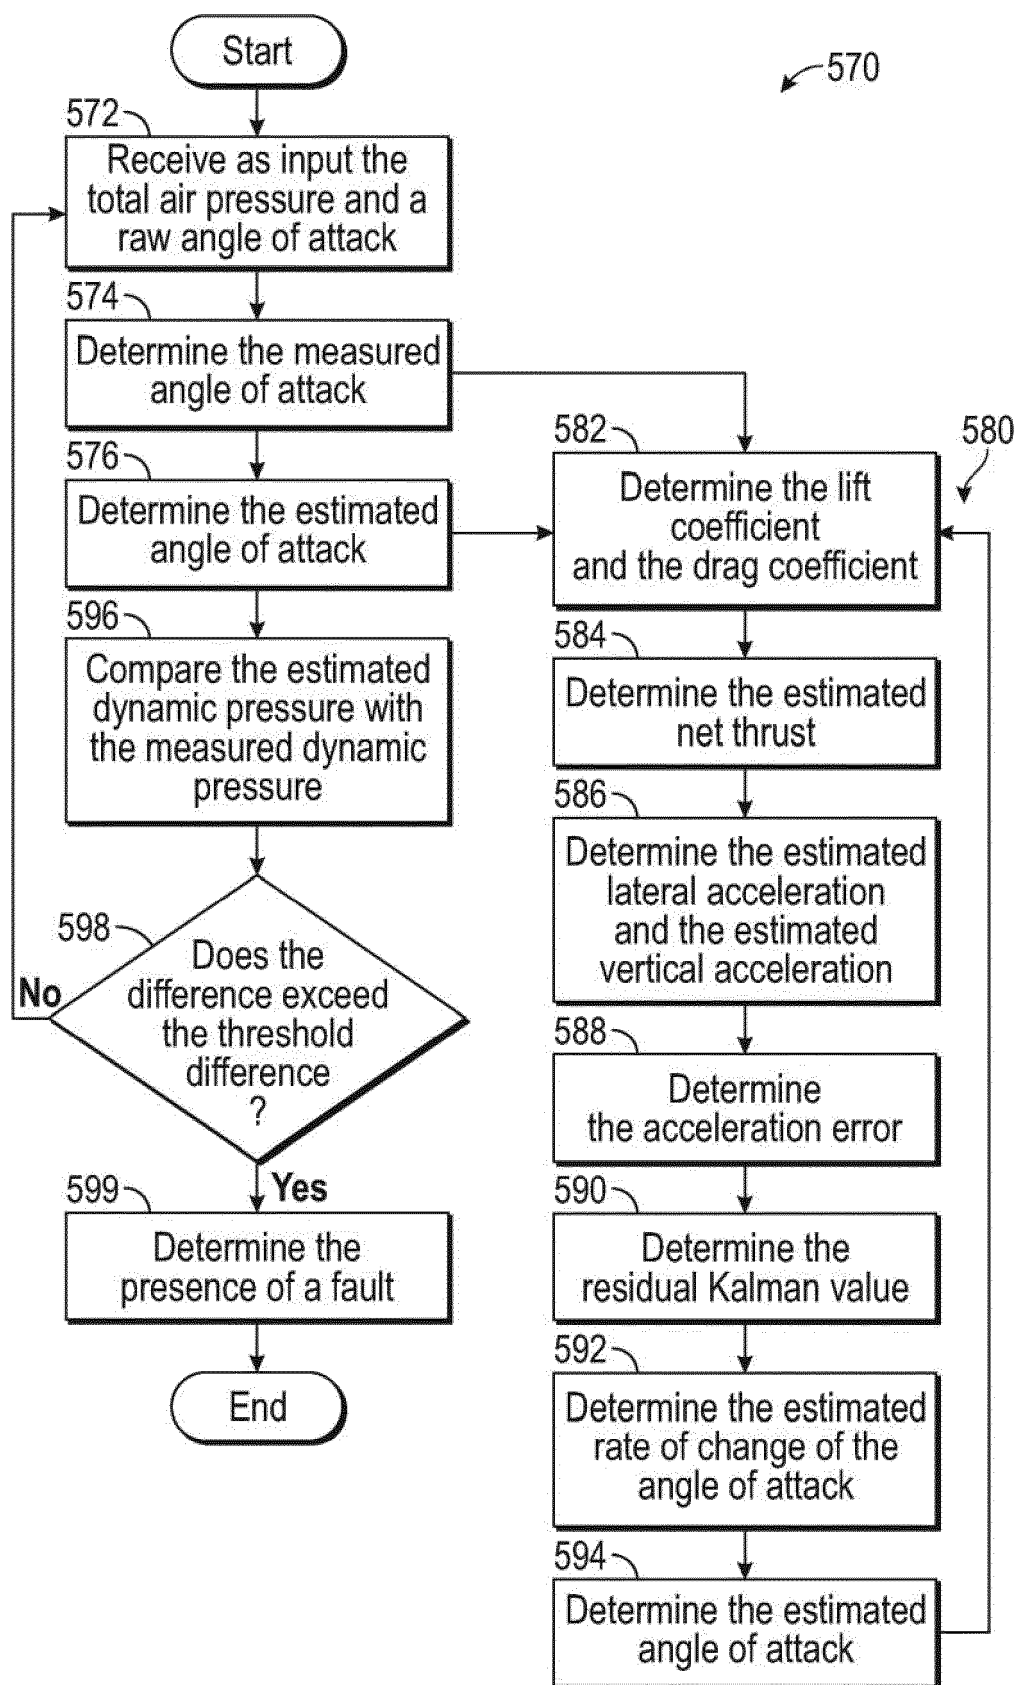 Start
570
572
Receive as input the
total air pressure and a
raw angle of attack
574
Determine the measured
angle of attack
576
Determine the estimated
angle of attack
596
Compare the estimated
dynamic pressure with
the measured dynamic
pressure
598
Does the
difference exceed
the threshold
difference
?
No
Yes
599
Determine the
presence of a fault
End
580
582
Determine the lift
coefficient
and the drag coefficient
584
Determine the estimated
net thrust
586
Determine the estimated
lateral acceleration
and the estimated
vertical acceleration
588
Determine
the acceleration error
590
Determine the
residual Kalman value
592
Determine the estimated
rate of change of the
angle of attack
594
Determine the estimated
angle of attack